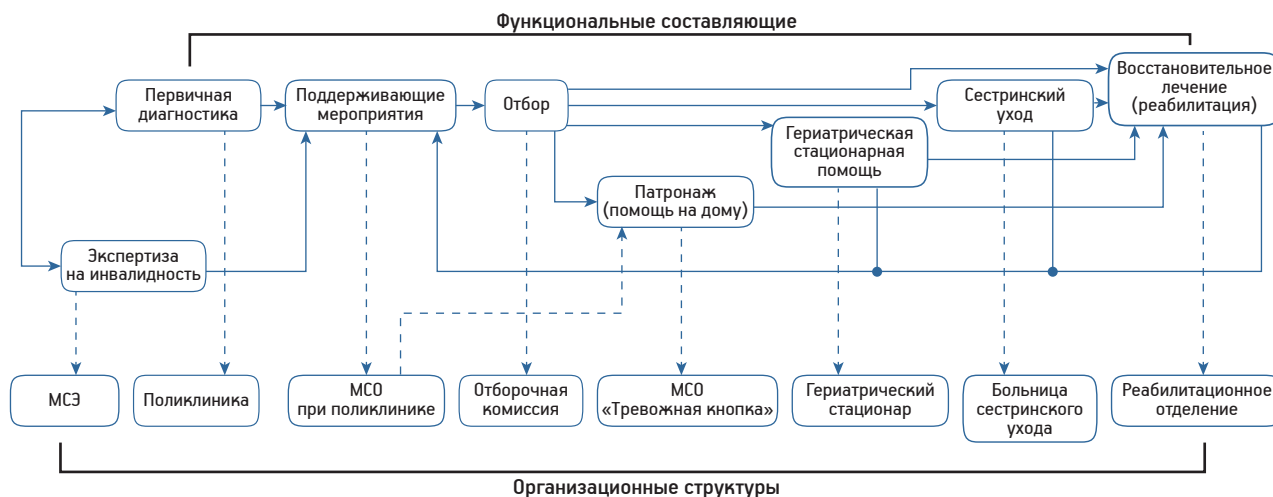 Функциональные составляющие
Первичная
диагностика
Поддерживающие
мероприятия
Отбор
Сестринский
уход
Восстановительное
лечение
(реабилитация)
Гериатрическая
стационарная
помощь
Патронаж
(помощь на дому)
Экспертиза
на инвалидность
МСЭ
Поликлиника
МСО
при поликлинике
Отборочная
комиссия
МСО
«Тревожная кнопка»
Гериатрический
стационар
Больница
сестринского
ухода
Реабилитационное
отделение
Организационные структуры